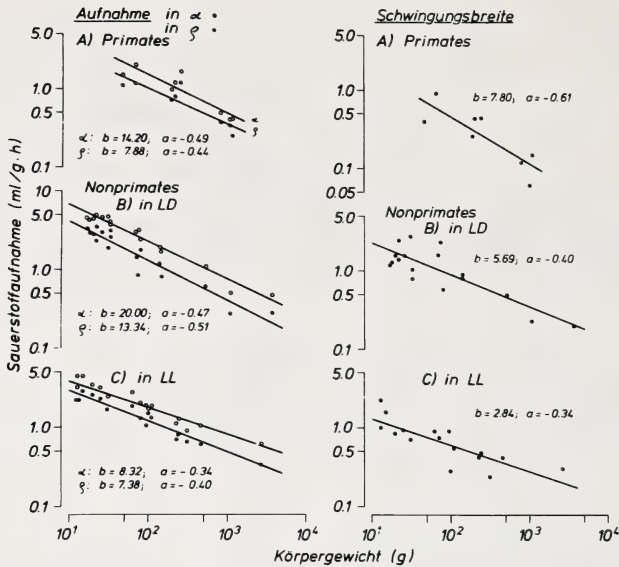 Aufnahme in α •
in ρ •
A) Primates
5.0
1.0
0.5
0.1
α
ρ
α: b = 14.20; a = -0.49
ρ: b = 7.88; a = -0.44
Nonprimates
B) in LD
10
5.0
1.0
0.5
0.1
α: b = 20.00; a = -0.47
ρ: b = 13.34; a = -0.51
C) in LL
5.0
1.0
0.5
0.1
α: b = 8.32; a = -0.34
ρ: b = 7.38; a = -0.40
10¹ 10² 10³ 10⁴
Sauerstoffaufnahme (ml/g.h)
Schwingungsbreite
A) Primates
5.0
1.0
0.5
0.1
0.05
b = 7.80; a = -0.61
Nonprimates
B) in LD
5.0
1.0
0.5
0.1
b = 5.69; a = -0.40
C) in LL
5.0
1.0
0.5
0.1
b = 2.84; a = -0.34
10¹ 10² 10³ 10⁴
Körpergewicht (g)